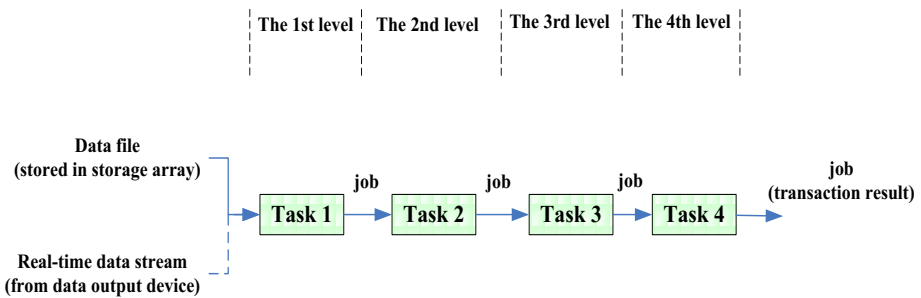 The 1st level
The 2nd level
The 3rd level
The 4th level
Data file
(stored in storage array)
job
job
job
job
(transaction result)
Task 1
Task 2
Task 3
Task 4
Real-time data stream
(from data output device)